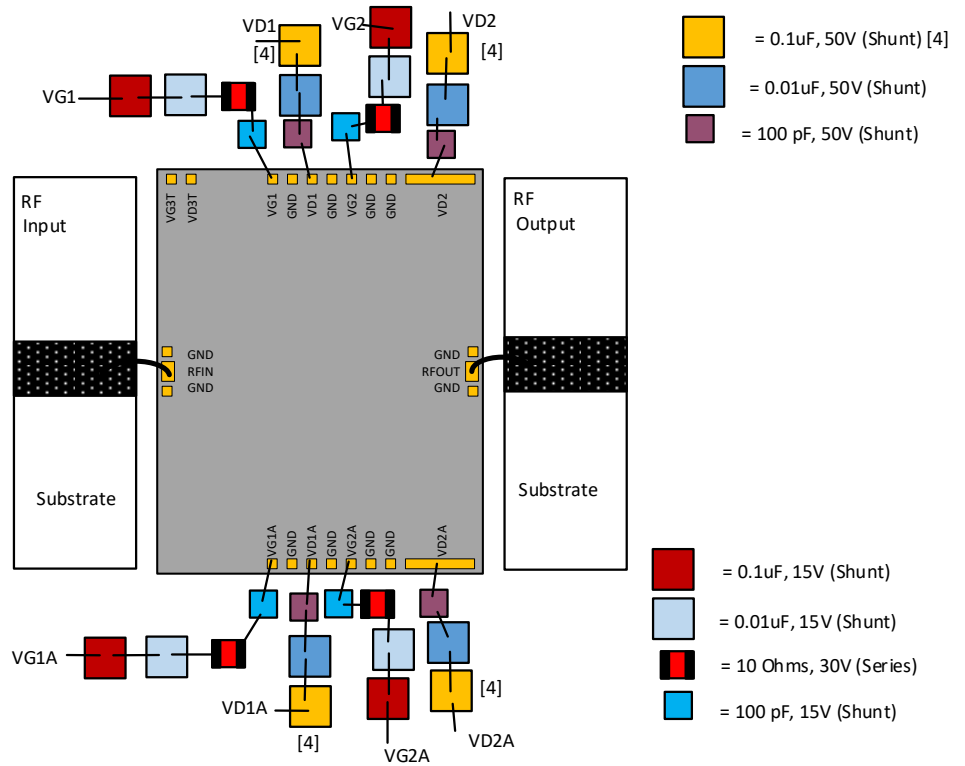 VD1
[4]
VG2
VD2
[4]
VG1
= 0.1uF, 50V (Shunt) [4]
= 0.01uF, 50V (Shunt)
= 100 pF, 50V (Shunt)
RF
Input
Substrate
VG3T
VD3T
VG1
GND
VD1
GND
VG2
GND
GND
VD2
GND
RFIN
GND
GND
RFOUT
GND
RF
Output
Substrate
VG1A
GND
VD1A
GND
VG2A
GND
GND
VD2A
VG1A
VD1A
[4]
VG2A
[4]
VD2A
= 0.1uF, 15V (Shunt)
= 0.01uF, 15V (Shunt)
= 10 Ohms, 30V (Series)
= 100 pF, 15V (Shunt)